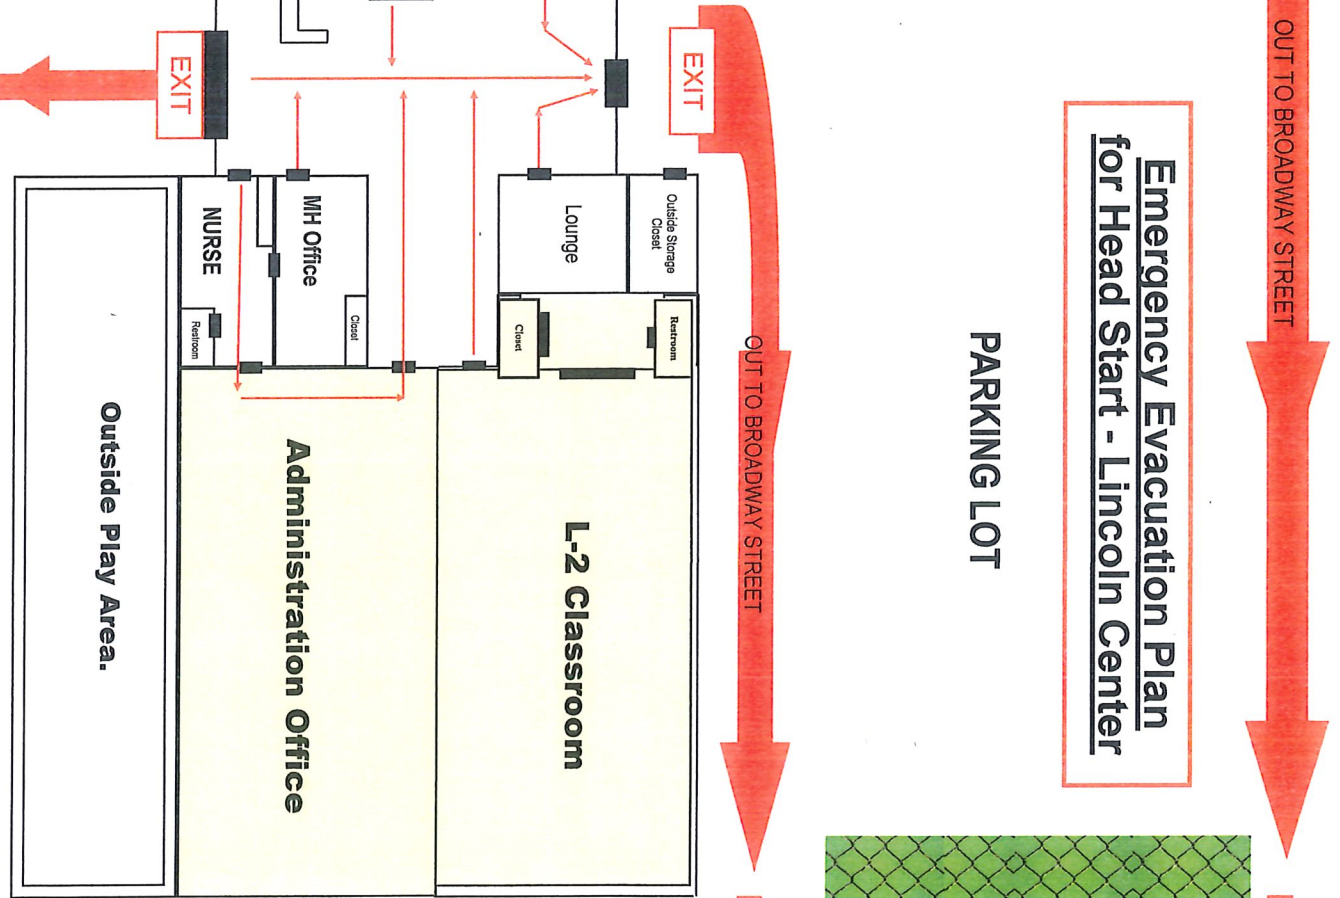 OUT TO BROADWAY STREET
Emergency Evacuation Plan
for Head Start - Lincoln Center
PARKING LOT
OUT TO BROADWAY STREET
EXIT
Outside Storage
Closet
Restroom
Lounge
Closet
L-2 Classroom
MH Office
Closet
Administration Office
NURSE
Restroom
EXIT
Outside Play Area.